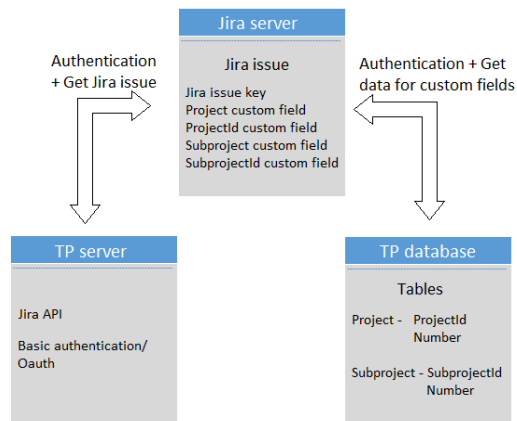 Jira server
Authentication
+ Get Jira issue
Jira issue
Jira issue key
Project custom field
ProjectId custom field
Subproject custom field
SubprojectId custom field
Authentication + Get
data for custom fields
TP server
Jira API
Basic authentication/
Oauth
TP database
Tables
Project - ProjectId
Number
Subproject - SubprojectId
Number